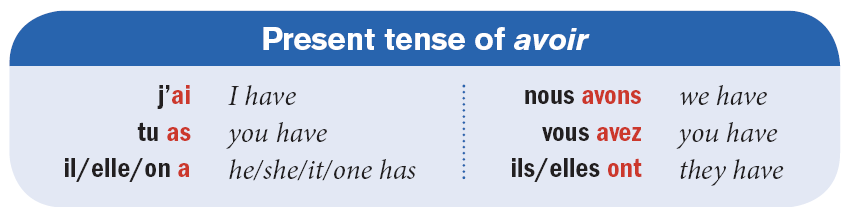 Present tense of avoir
j'ai I have
tu as you have
il/elle/on a he/she/it/one has
nous avons we have
vous avez you have
ils/elles ont they have